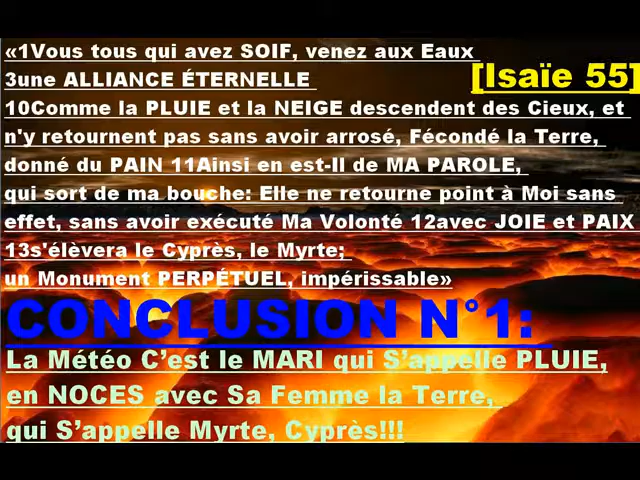 «1Vous tous qui avez SOIF, venez aux Eaux
3une ALLIANCE ÉTERNELLE [Isaïe 55]
10Comme la PLUIE et la NEIGE descendent des Cieux, et
n'y retournent pas sans avoir arrosé, Fécondé la Terre,
donné du PAIN 11Ainsi en est-Il de MA PAROLE,
qui sort de ma bouche: Elle ne retourne point à Moi sans
effet, sans avoir exécuté Ma Volonté 12avec JOIE et PAIX
13s'élèvera le Cyprès, le Myrte;
un Monument PERPÉTUEL, impérissable»
CONCLUSION N°1:
La Météo C’est le MARI qui S’appelle PLUIE,
en NOCES avec Sa Femme la Terre,
qui S’appelle Myrte, Cyprès!!!